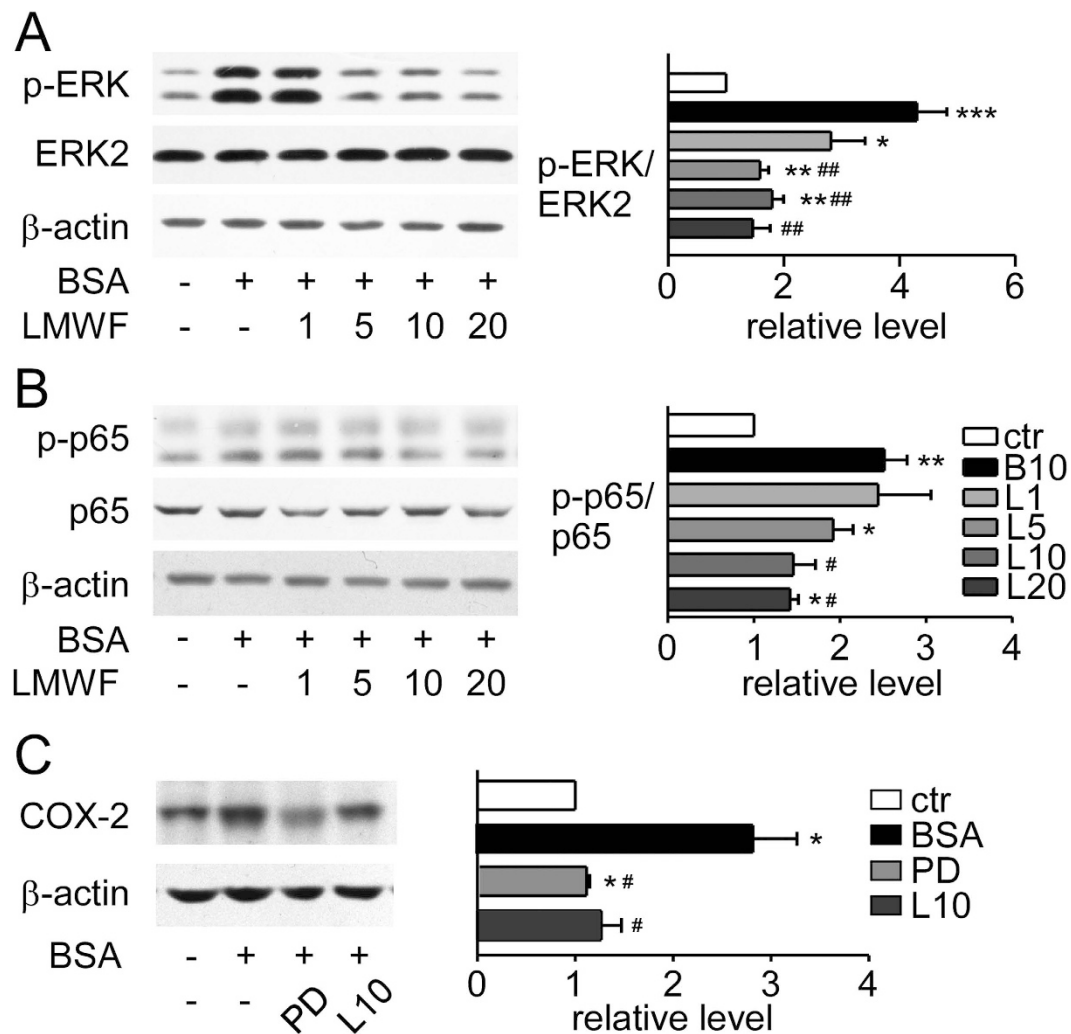 A
p-ERK
ERK2
β-actin
BSA - + + + + +
LMWF - - 1 5 10 20
p-ERK/
ERK2
***
*
** ##
** ##
##
0 2 4 6
relative level
B
p-p65
p65
β-actin
BSA - + + + + +
LMWF - - 1 5 10 20
p-p65/
p65
**
*
#
* #
0 1 2 3 4
relative level
ctr
B10
L1
L5
L10
L20
C
COX-2
β-actin
BSA - + + +
- - PD L10
*
* #
#
0 1 2 3 4
relative level
ctr
BSA
PD
L10